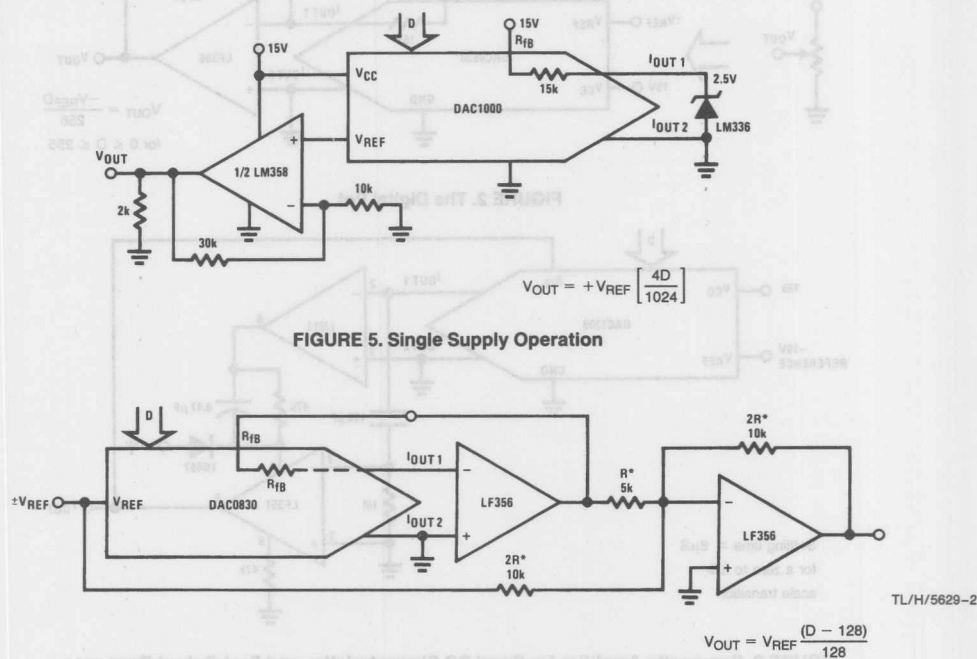 D
15V
15V
RfB
15k
IOUT 1
2.5V
VCC
DAC1000
LM336
VREF
IOUT 2
VOUT
1/2 LM358
+
−
10k
2k
30k
VOUT = +VREF [4D/1024]
FIGURE 5. Single Supply Operation
D
RfB
RfB
IOUT 1
±VREF
VREF
DAC0830
IOUT 2
−
+
LF356
R*
5k
2R*
10k
2R*
10k
−
+
LF356
TL/H/5629–2
VOUT = VREF (D − 128)/128